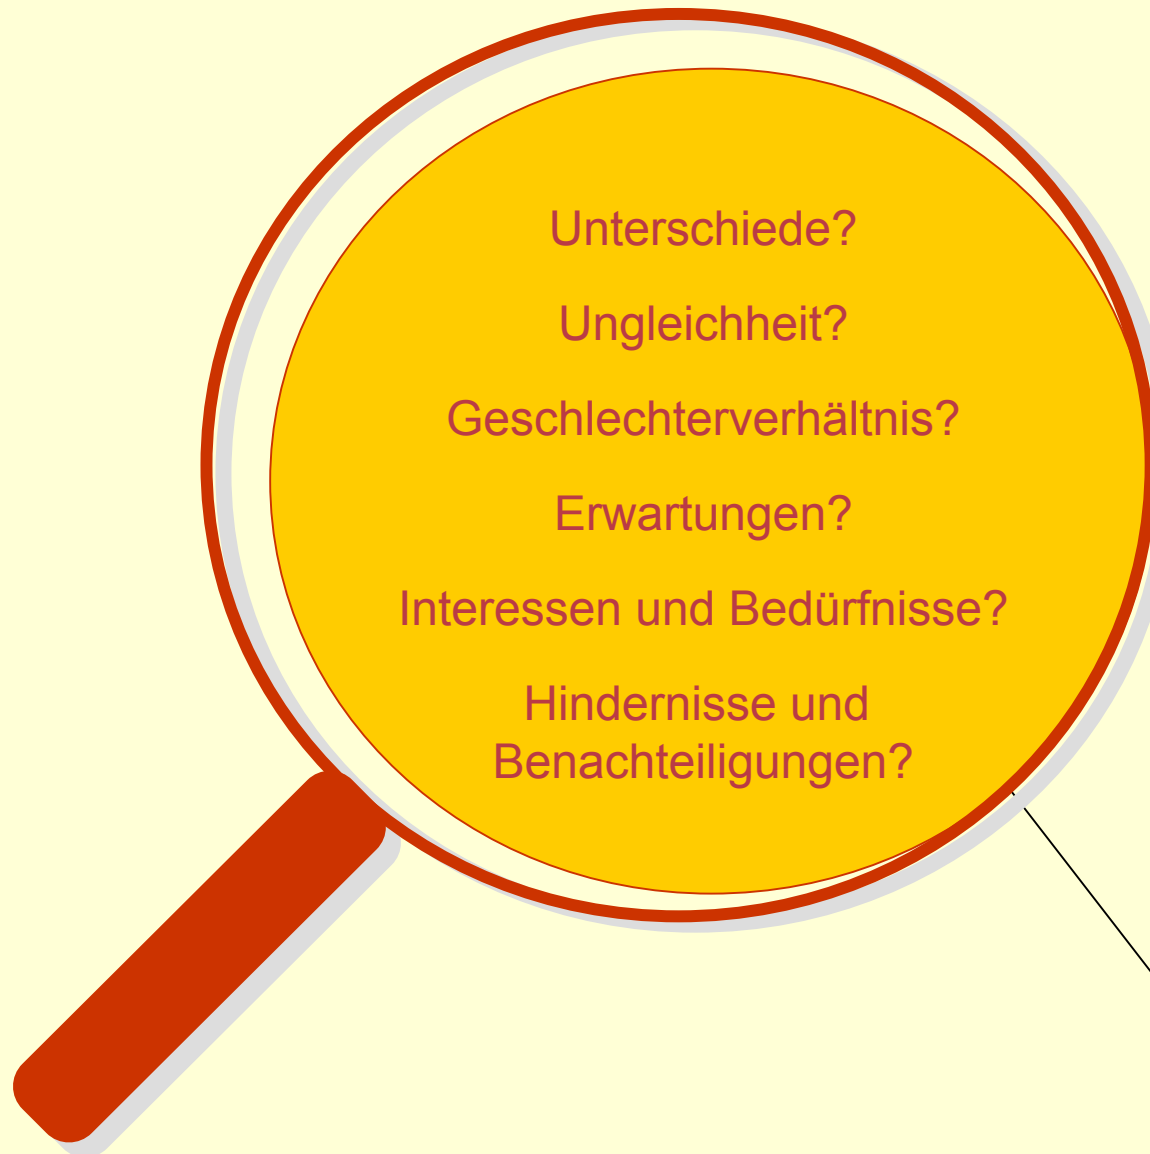 Unterschiede?
Ungleichheit?
Geschlechterverhältnis?
Erwartungen?
Interessen und Bedürfnisse?
Hindernisse und
Benachteiligungen?